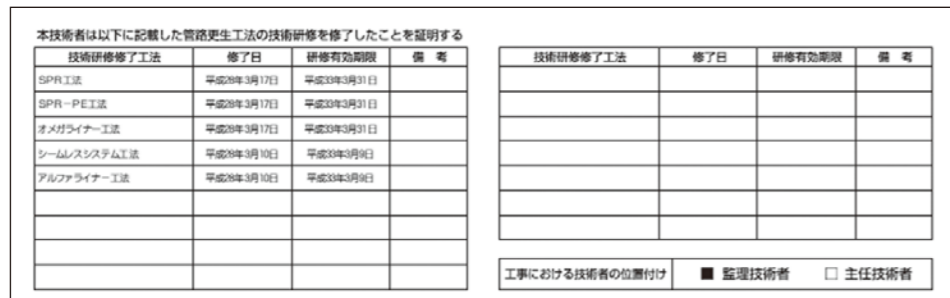 本技術者は以下に記載した管路更生工法の技術研修を修了したことを証明する
技術研修修了工法 修了日 研修有効期限 備 考
SPR工法 平成28年3月17日 平成33年3月31日
SPR-PE工法 平成28年3月17日 平成33年3月31日
オメガライナー工法 平成28年3月17日 平成33年3月31日
シームレスシステム工法 平成28年3月10日 平成33年3月9日
アルファライナー工法 平成28年3月10日 平成33年3月9日
技術研修修了工法 修了日 研修有効期限 備 考
工事における技術者の位置付け ■ 監理技術者 □ 主任技術者